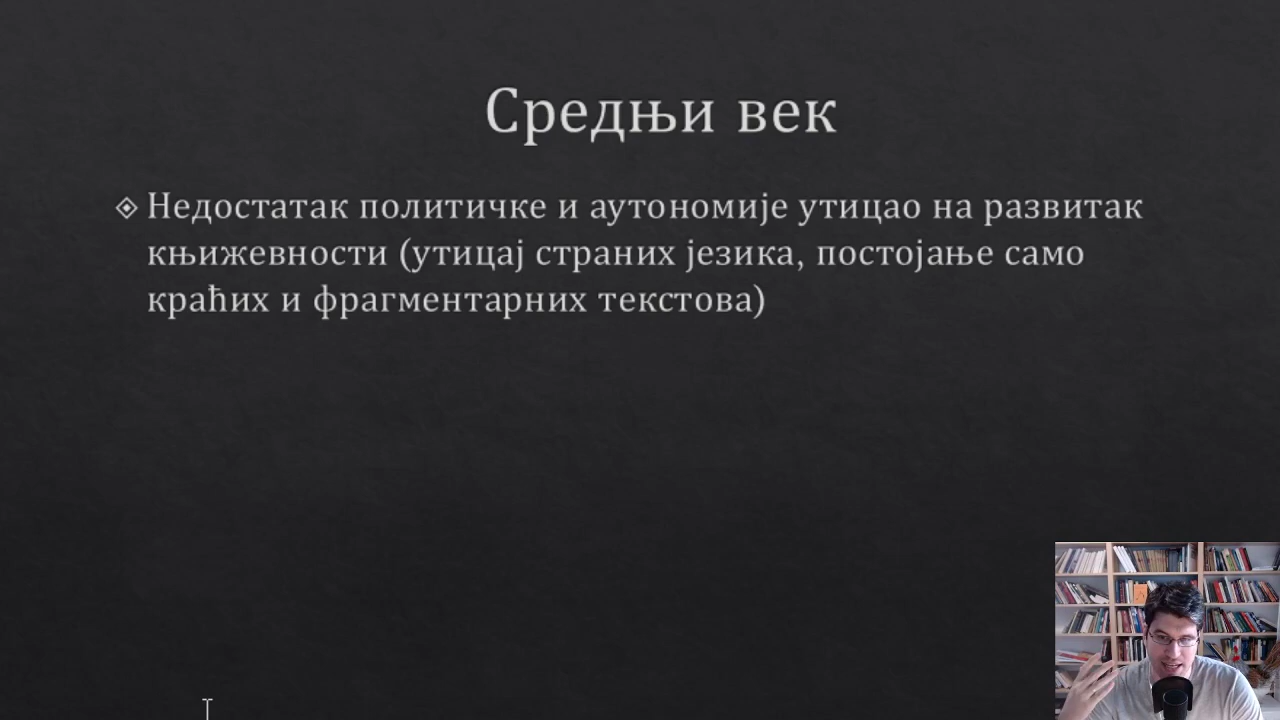 Средњи век
Недостатак политичке и аутономије утицао на развитак
књижевности (утицај страних језика, постојање само
краћих и фрагментарних текстова)